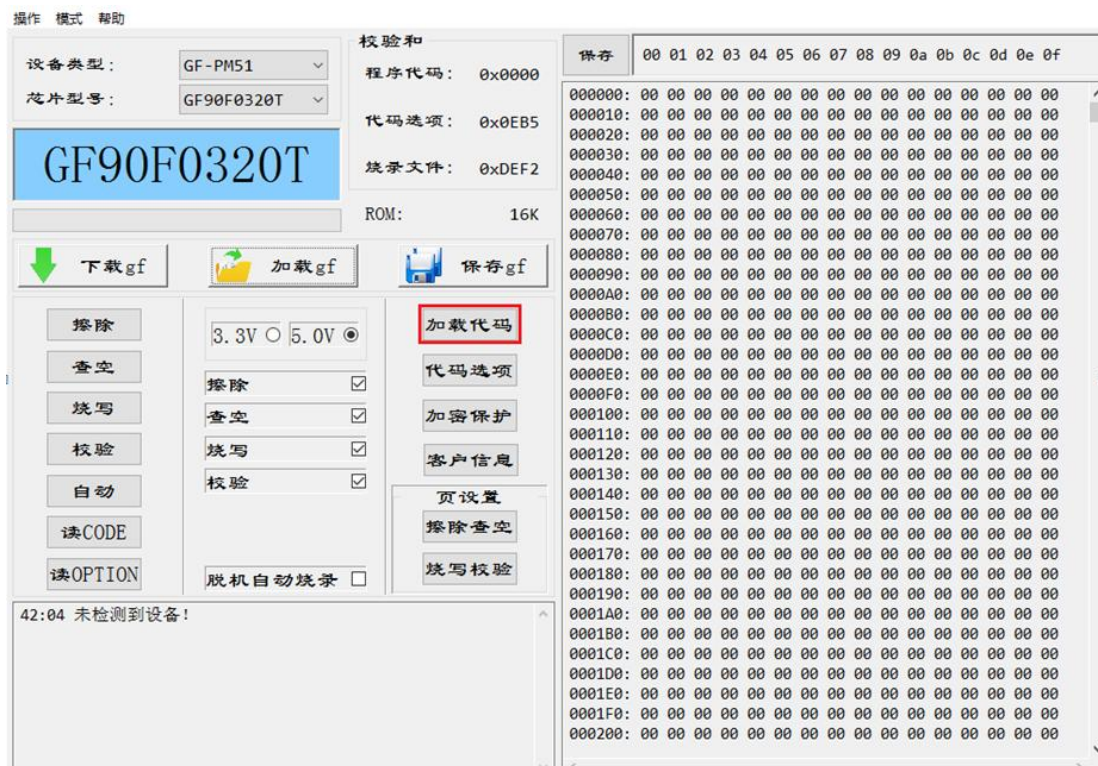 操作 模式 帮助
设备类型: GF-PM51
芯片型号: GF90F0320T
GF90F0320T
校验和
程序代码: 0x0000
代码选项: 0x0EB5
烧录文件: 0xDEF2
ROM: 16K
下载gf 加载gf 保存gf
擦除
查空
烧写
校验
自动
读CODE
读OPTION
3.3V 5.0V
擦除
查空
烧写
校验
脱机自动烧录
加载代码
代码选项
加密保护
客户信息
页设置
擦除查空
烧写校验
42:04 未检测到设备!
保存 00 01 02 03 04 05 06 07 08 09 0a 0b 0c 0d 0e 0f
000000: 00 00 00 00 00 00 00 00 00 00 00 00 00 00 00 00
000010: 00 00 00 00 00 00 00 00 00 00 00 00 00 00 00 00
000020: 00 00 00 00 00 00 00 00 00 00 00 00 00 00 00 00
000030: 00 00 00 00 00 00 00 00 00 00 00 00 00 00 00 00
000040: 00 00 00 00 00 00 00 00 00 00 00 00 00 00 00 00
000050: 00 00 00 00 00 00 00 00 00 00 00 00 00 00 00 00
000060: 00 00 00 00 00 00 00 00 00 00 00 00 00 00 00 00
000070: 00 00 00 00 00 00 00 00 00 00 00 00 00 00 00 00
000080: 00 00 00 00 00 00 00 00 00 00 00 00 00 00 00 00
000090: 00 00 00 00 00 00 00 00 00 00 00 00 00 00 00 00
0000A0: 00 00 00 00 00 00 00 00 00 00 00 00 00 00 00 00
0000B0: 00 00 00 00 00 00 00 00 00 00 00 00 00 00 00 00
0000C0: 00 00 00 00 00 00 00 00 00 00 00 00 00 00 00 00
0000D0: 00 00 00 00 00 00 00 00 00 00 00 00 00 00 00 00
0000E0: 00 00 00 00 00 00 00 00 00 00 00 00 00 00 00 00
0000F0: 00 00 00 00 00 00 00 00 00 00 00 00 00 00 00 00
000100: 00 00 00 00 00 00 00 00 00 00 00 00 00 00 00 00
000110: 00 00 00 00 00 00 00 00 00 00 00 00 00 00 00 00
000120: 00 00 00 00 00 00 00 00 00 00 00 00 00 00 00 00
000130: 00 00 00 00 00 00 00 00 00 00 00 00 00 00 00 00
000140: 00 00 00 00 00 00 00 00 00 00 00 00 00 00 00 00
000150: 00 00 00 00 00 00 00 00 00 00 00 00 00 00 00 00
000160: 00 00 00 00 00 00 00 00 00 00 00 00 00 00 00 00
000170: 00 00 00 00 00 00 00 00 00 00 00 00 00 00 00 00
000180: 00 00 00 00 00 00 00 00 00 00 00 00 00 00 00 00
000190: 00 00 00 00 00 00 00 00 00 00 00 00 00 00 00 00
0001A0: 00 00 00 00 00 00 00 00 00 00 00 00 00 00 00 00
0001B0: 00 00 00 00 00 00 00 00 00 00 00 00 00 00 00 00
0001C0: 00 00 00 00 00 00 00 00 00 00 00 00 00 00 00 00
0001D0: 00 00 00 00 00 00 00 00 00 00 00 00 00 00 00 00
0001E0: 00 00 00 00 00 00 00 00 00 00 00 00 00 00 00 00
0001F0: 00 00 00 00 00 00 00 00 00 00 00 00 00 00 00 00
000200: 00 00 00 00 00 00 00 00 00 00 00 00 00 00 00 00